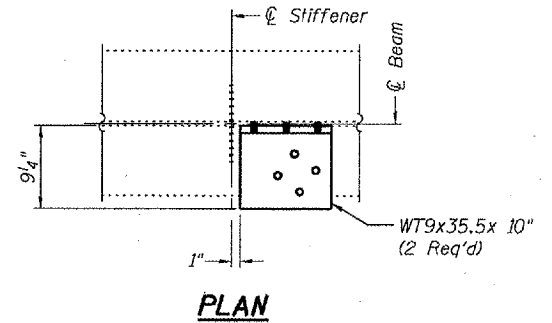 ℄ Stiffener
℄ Beam
9¼"
WT9x35.5x 10"
(2 Req'd)
1"
PLAN